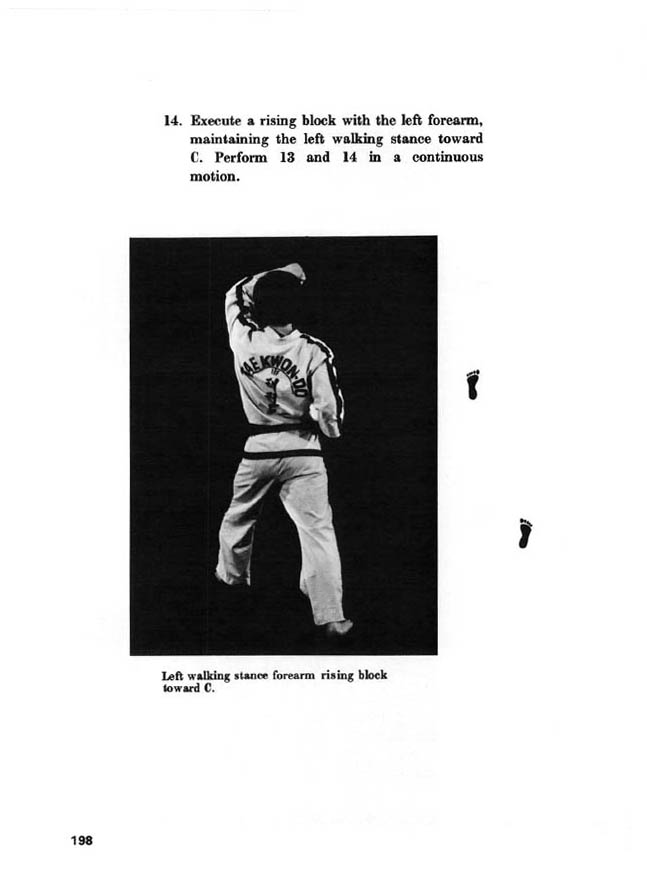 14. Execute a rising block with the left forearm,
maintaining the left walking stance toward
C. Perform 13 and 14 in a continuous
motion.
TAEKWON-DO
Left walking stance forearm rising block
toward C.
198